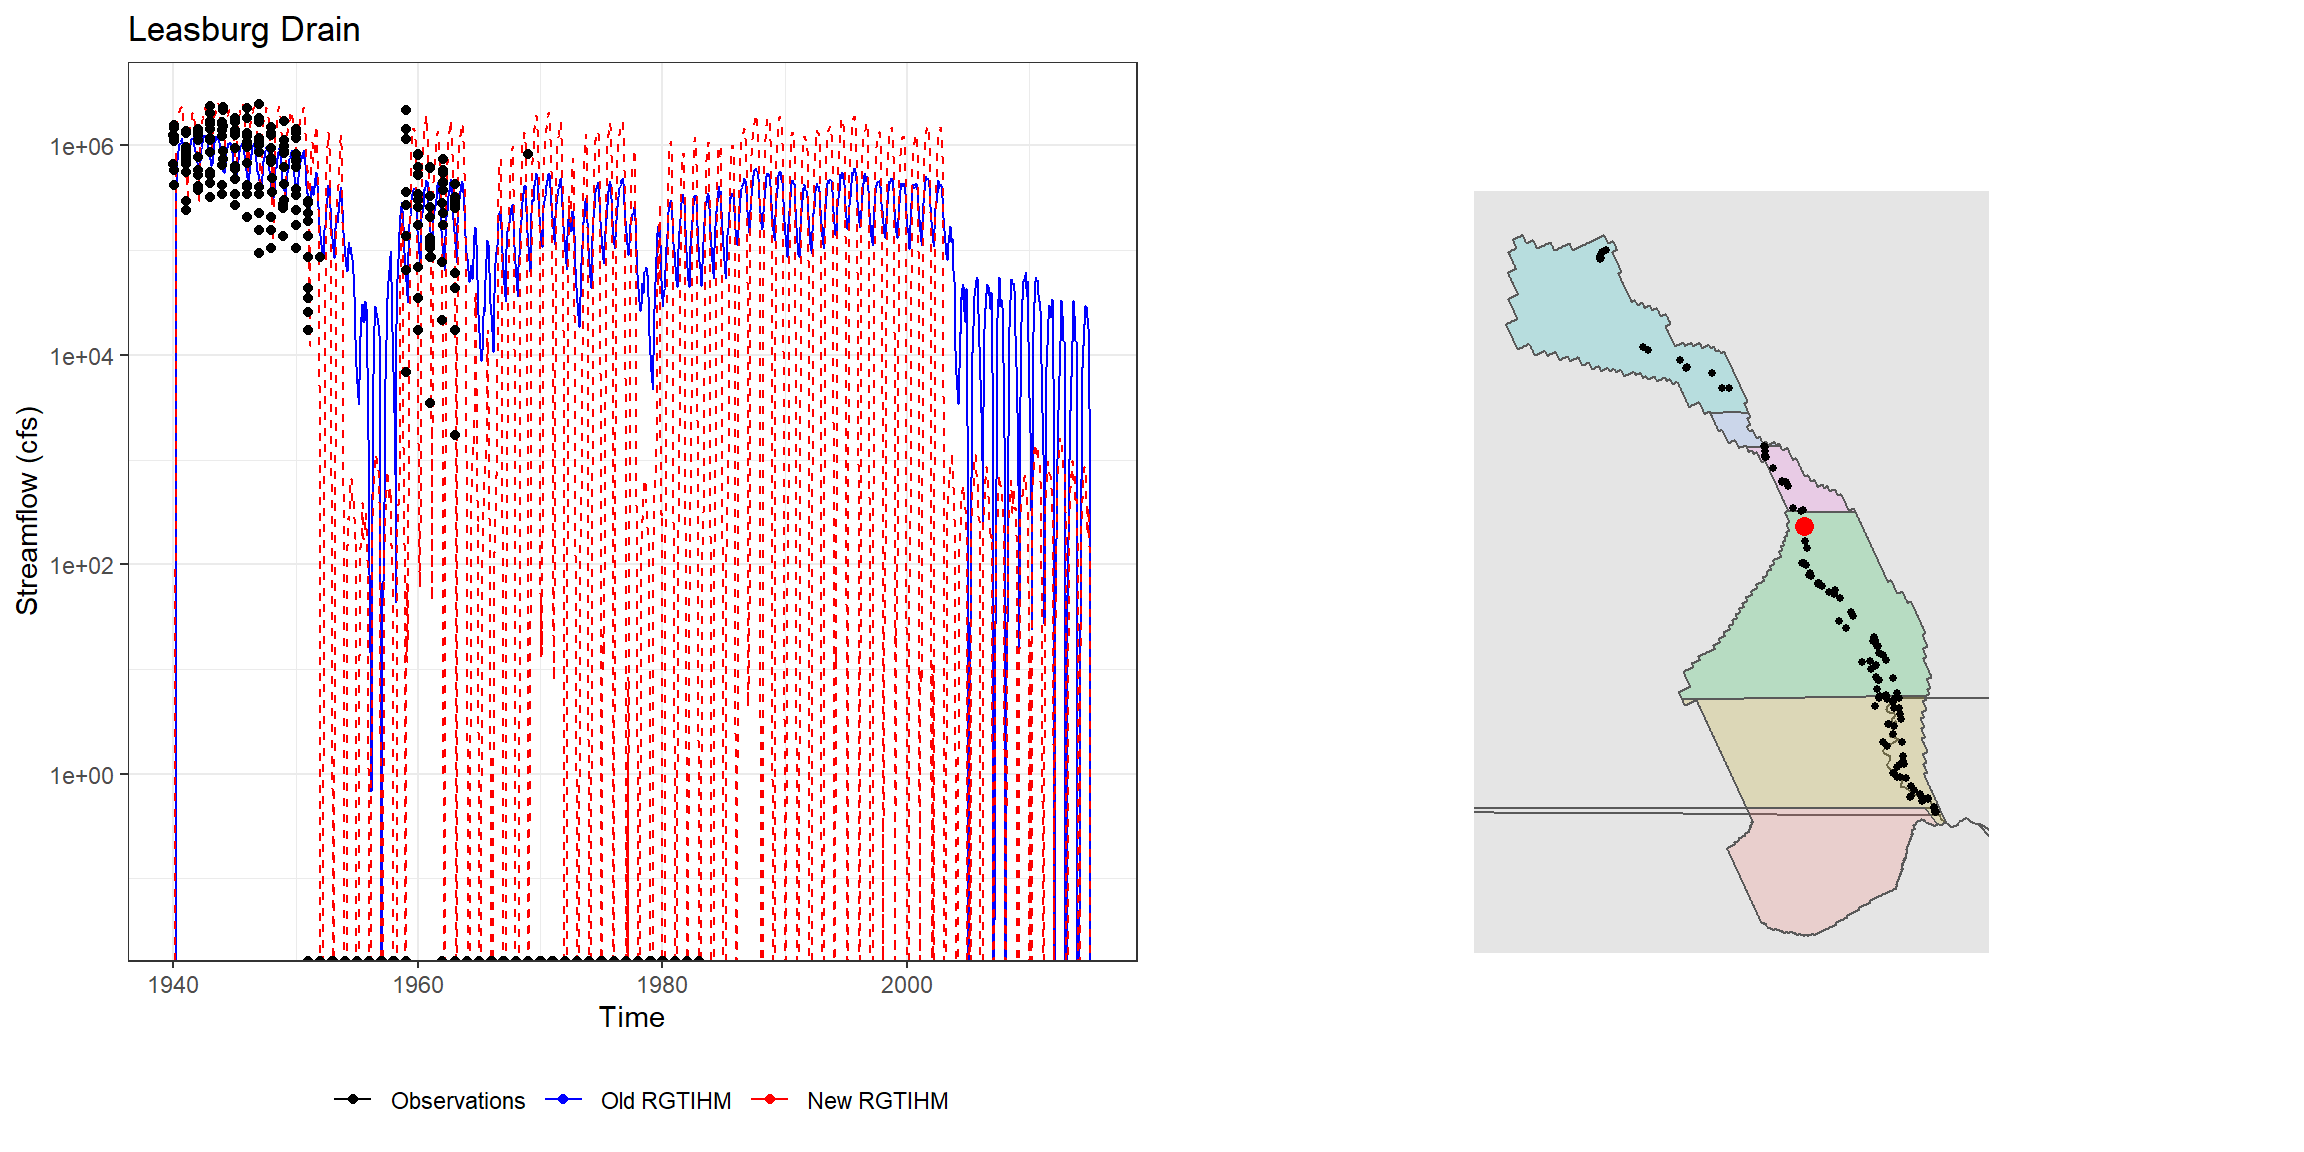 Leasburg Drain
Streamflow (cfs)
1e+06
1e+04
1e+02
1e+00
1940 1960 1980 2000
Time
Observations Old RGTIHM New RGTIHM